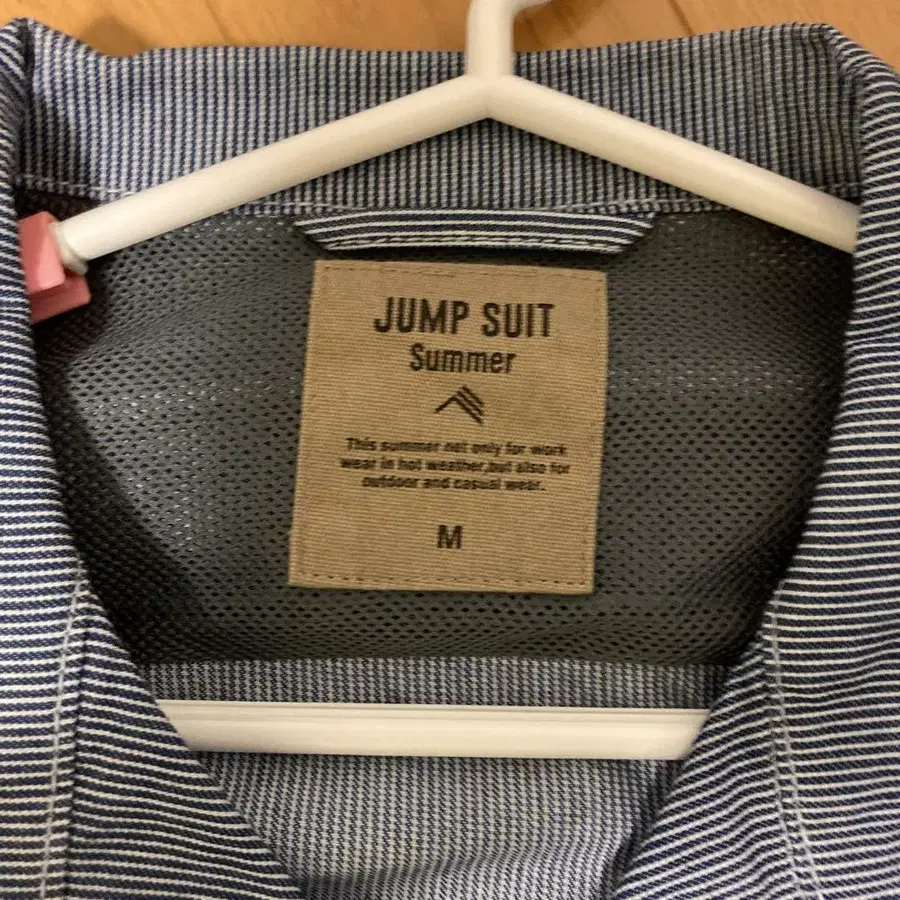 JUMP SUIT
Summer
This summer not only for work
wear in hot weather,but also for
outdoor and casual wear.
M